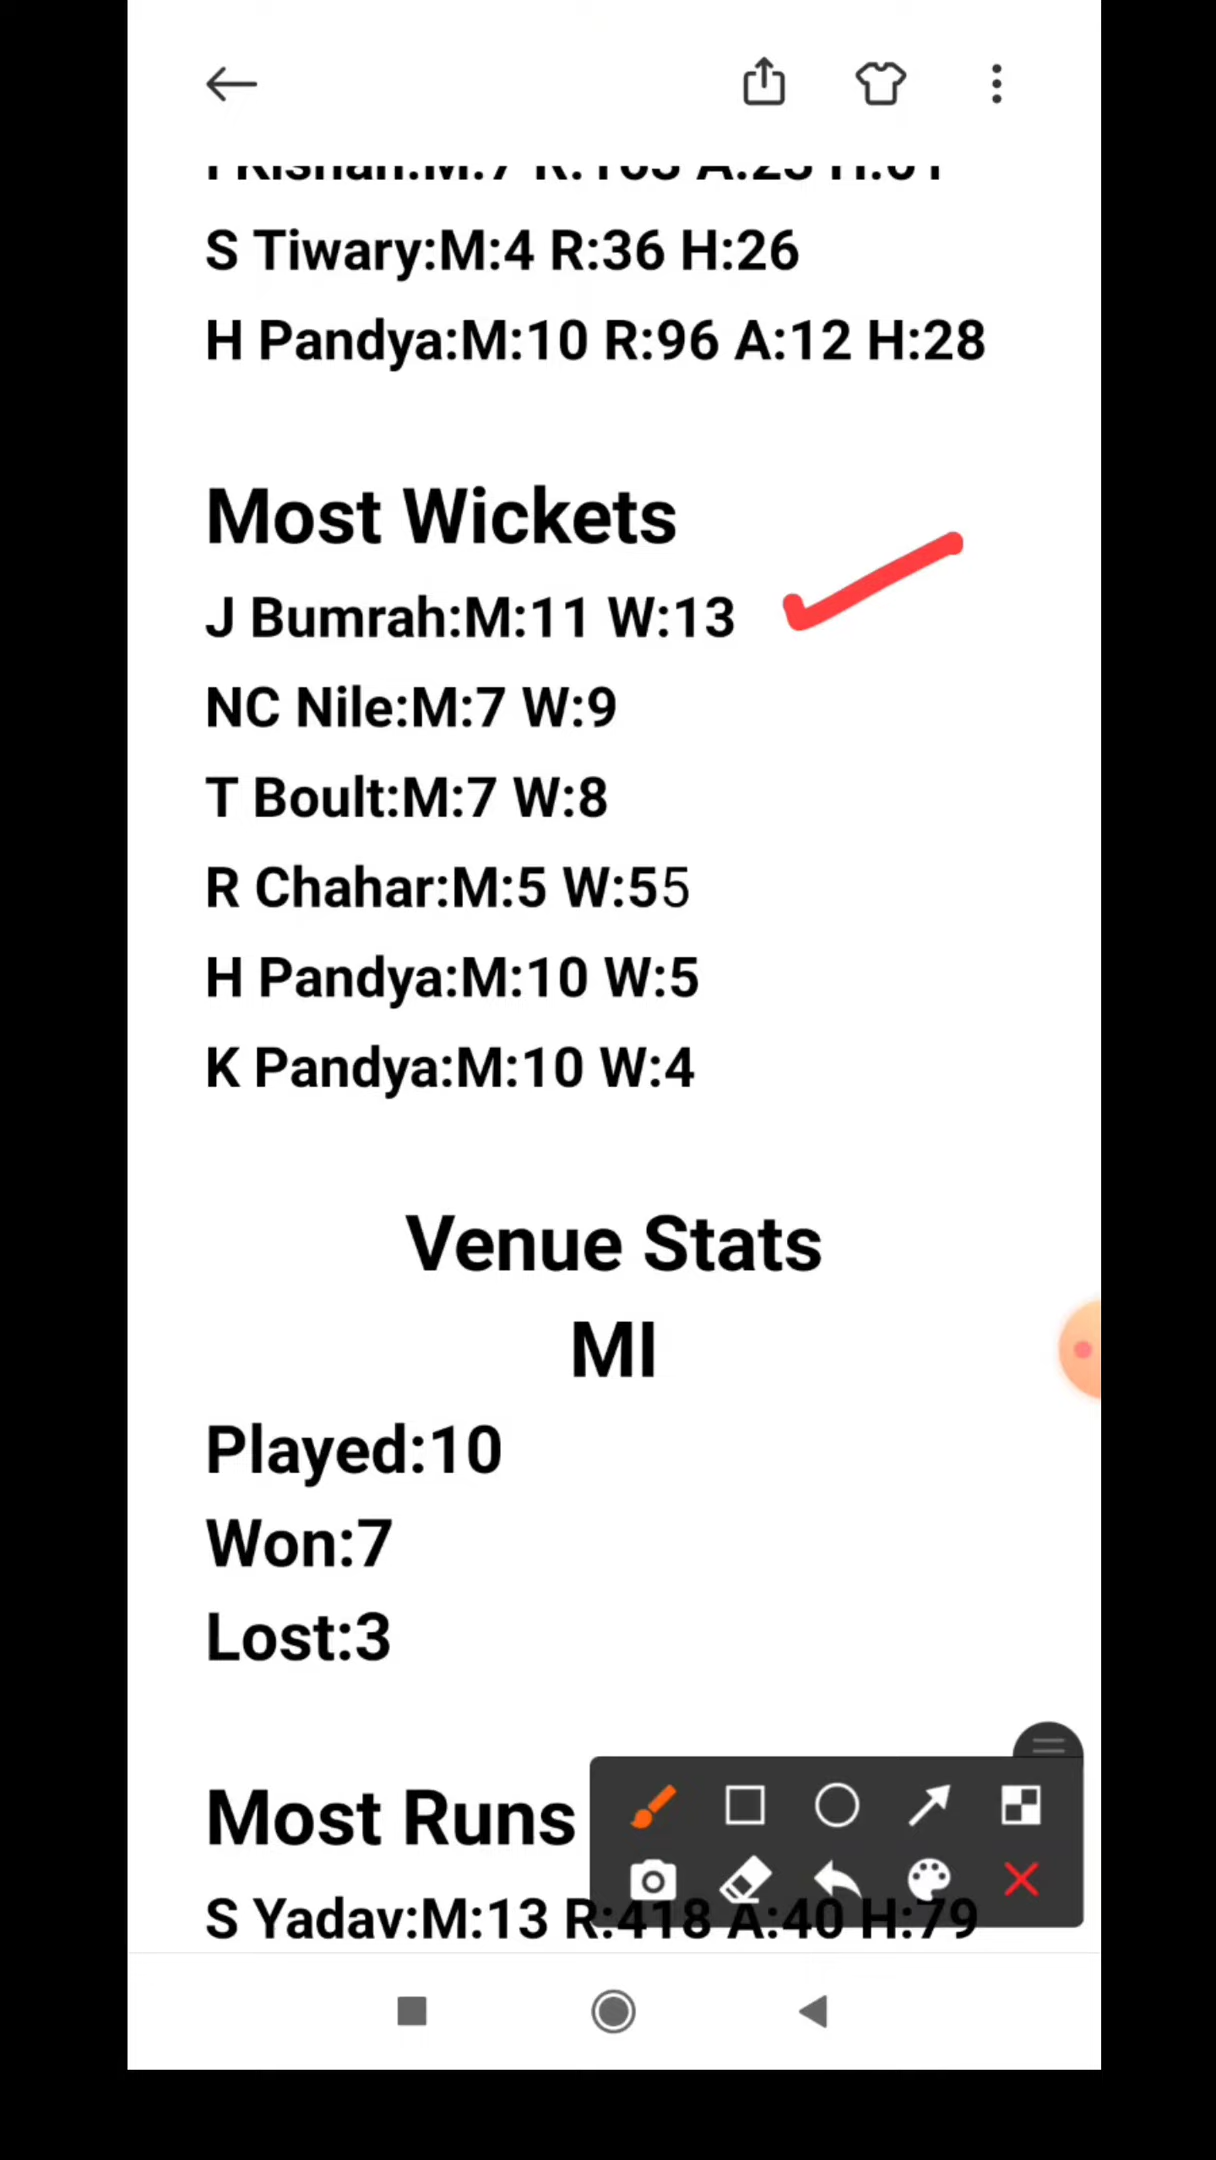 S Tiwary:M:4 R:36 H:26
H Pandya:M:10 R:96 A:12 H:28
Most Wickets
J Bumrah:M:11 W:13
NC Nile:M:7 W:9
T Boult:M:7 W:8
R Chahar:M:5 W:55
H Pandya:M:10 W:5
K Pandya:M:10 W:4
Venue Stats
MI
Played:10
Won:7
Lost:3
Most Runs
S Yadav:M:13 R:418 A:40 H:79